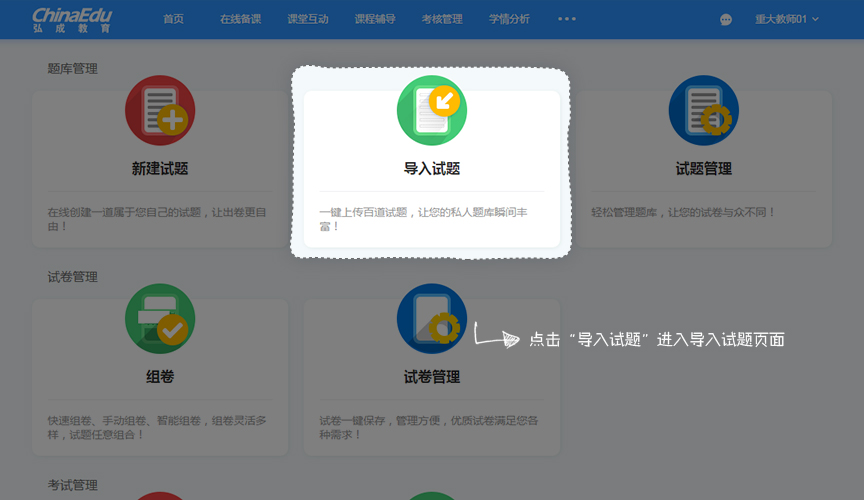 ChinaEdu
弘成教育
首页 在线备课 课堂互动 课程辅导 考核管理 学情分析 重大教师01
题库管理
新建试题
在线创建一道属于您自己的试题，让出卷更自
由！
导入试题
一键上传百道试题，让您的私人题库瞬间丰
富！
试题管理
轻松管理题库，让您的试卷与众不同！
试卷管理
组卷
快速组卷、手动组卷、智能组卷，组卷灵活多
样，试题任意组合！
试卷管理
试卷一键保存，管理方便，优质试卷满足您各
种需求！
点击“导入试题”进入导入试题页面
考试管理